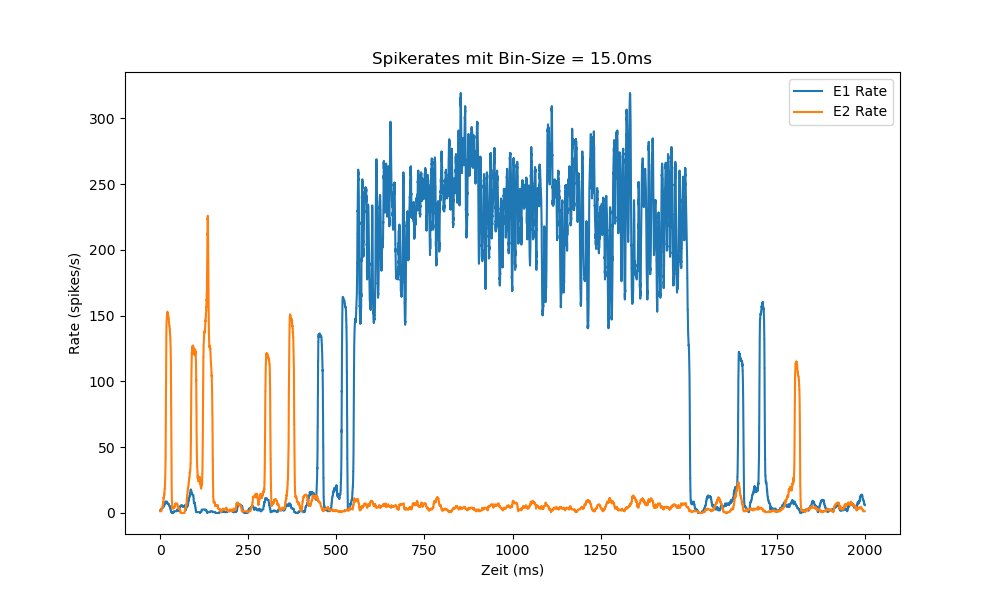 Spikerates mit Bin-Size = 15.0ms
E1 Rate
E2 Rate
Rate (spikes/s)
300
250
200
150
100
50
0
0 250 500 750 1000 1250 1500 1750 2000
Zeit (ms)